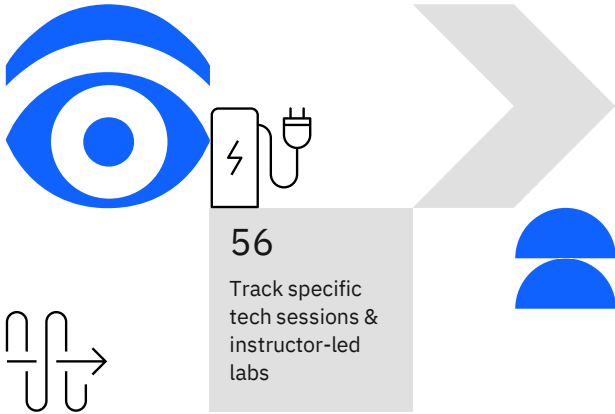 56
Track specific
tech sessions &
instructor-led
labs